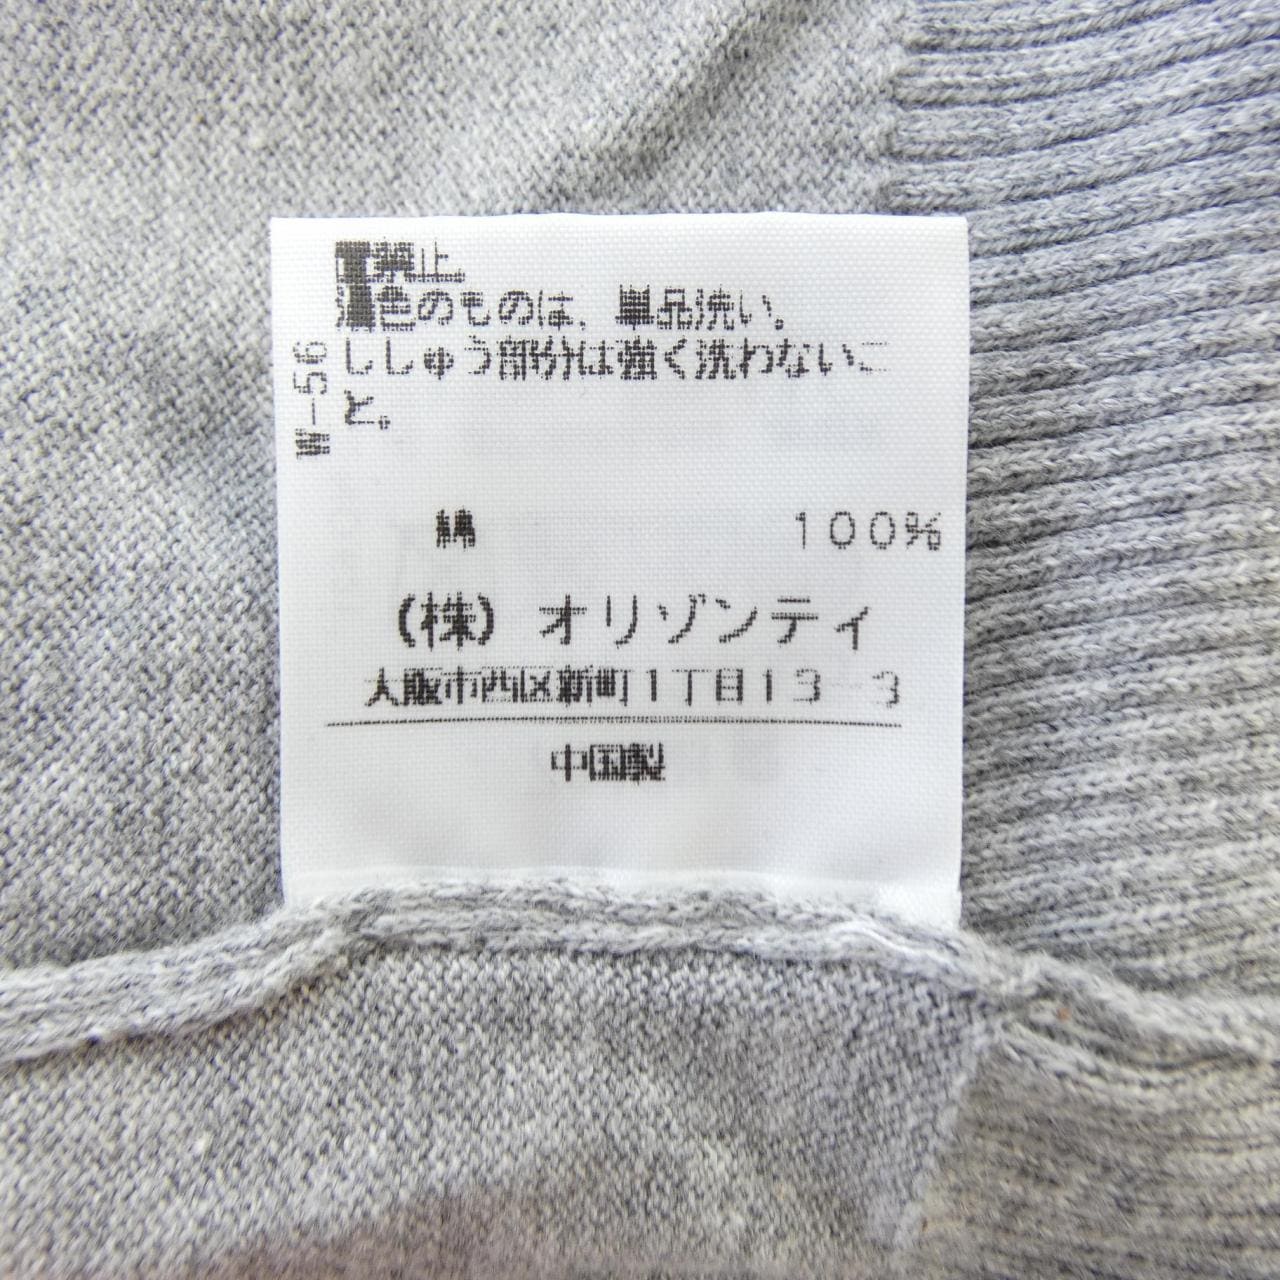 禁止。
濃色のものは、単品洗い。
ししゅう部分は強く洗わないこ
と。
W-56
綿 100%
(株) オリゾンティ
大阪市西区新町1丁目13-3
中国製